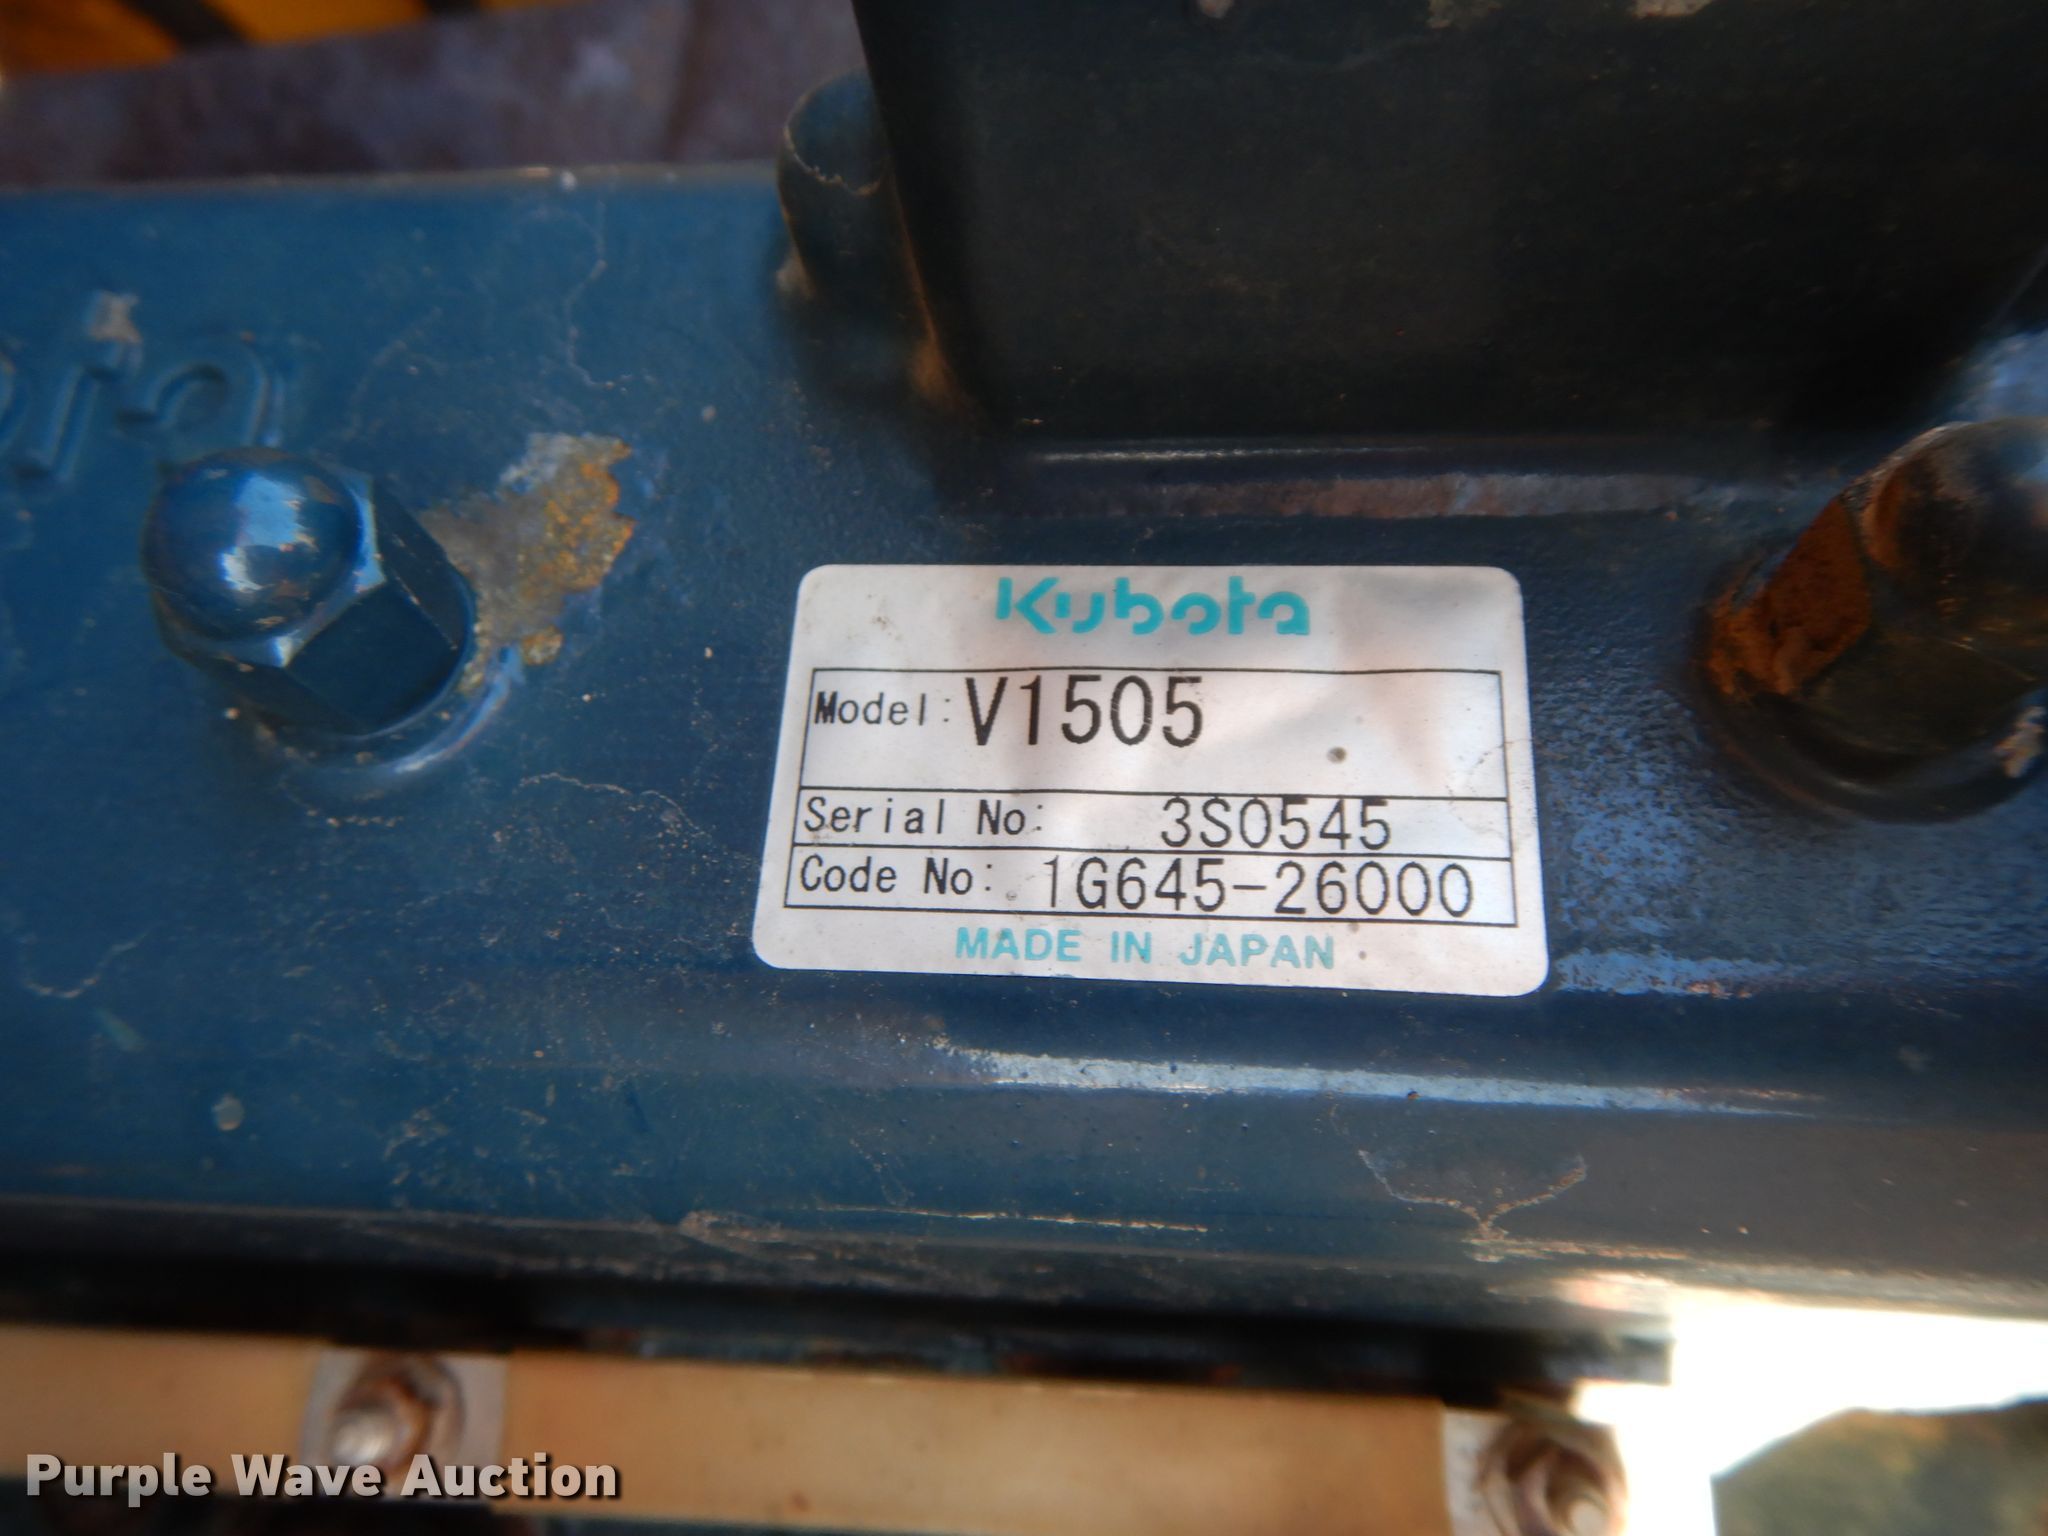 Kubota
Model: V1505
Serial No: 3S0545
Code No: 1G645-26000
MADE IN JAPAN
Purple Wave Auction